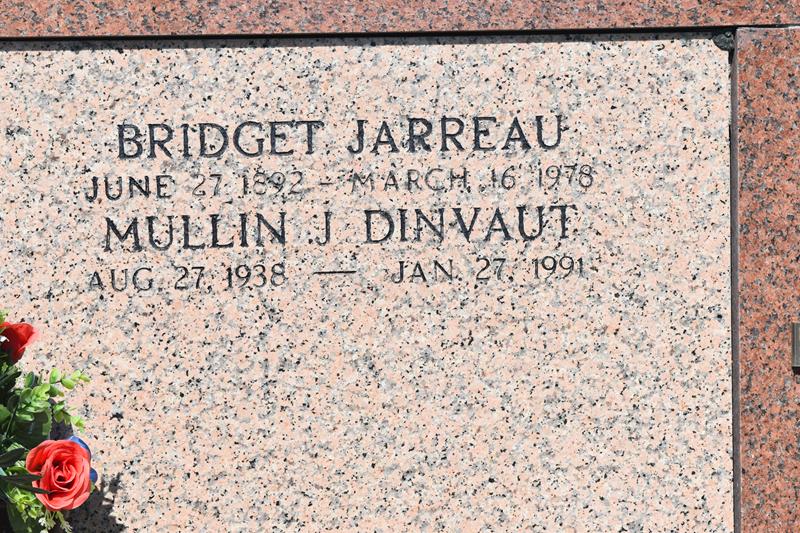 BRIDGET JARREAU
JUNE 27 1892 – MARCH 16 1978
MULLIN J DINVAUT
AUG. 27, 1938 — JAN. 27, 1991